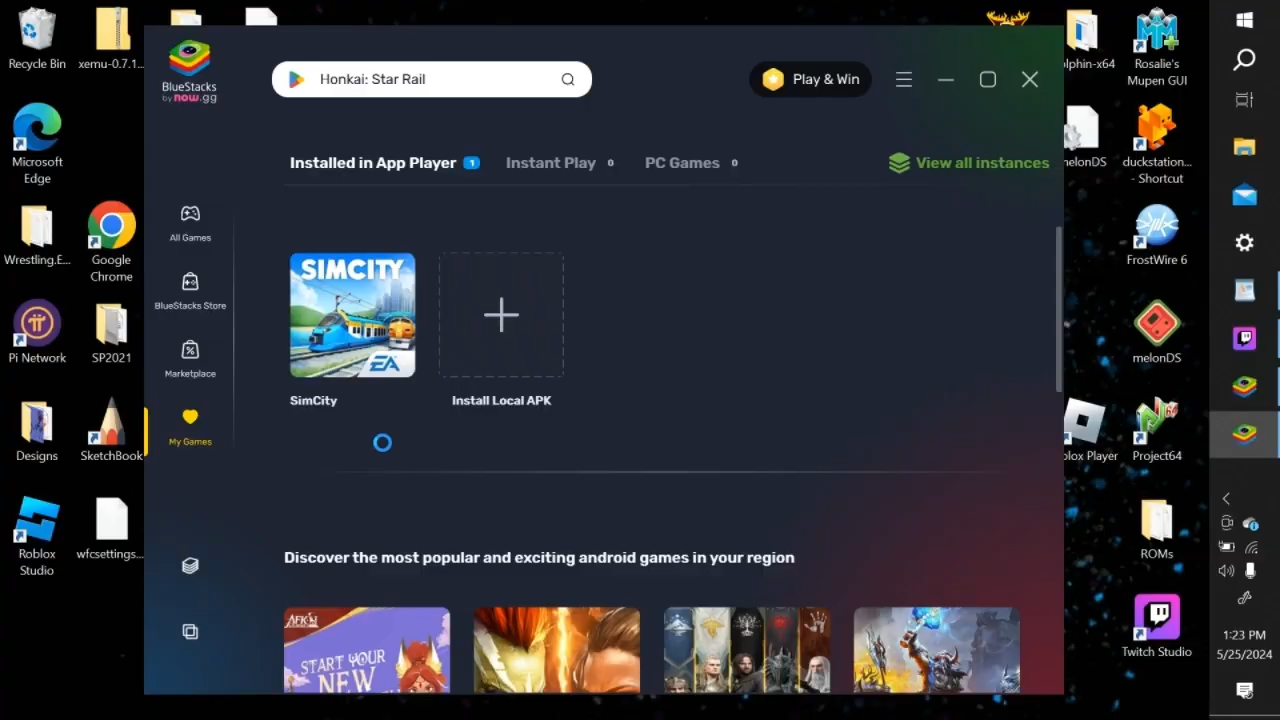 Recycle Bin
xemu-0.7.1...
Microsoft
Edge
Wrestling.E...
Google
Chrome
Pi Network
SP2021
Designs
SketchBook
Roblox
Studio
wfcsettings...
BlueStacks
by now.gg
Honkai: Star Rail
Play & Win
Installed in App Player 1
Instant Play 0
PC Games 0
View all instances
All Games
BlueStacks Store
Marketplace
My Games
SIMCITY
EA
SimCity
Install Local APK
Discover the most popular and exciting android games in your region
AFK
START YOUR
NEW
lphin-x64
Rosalie's
Mupen GUI
melonDS
duckstation...
- Shortcut
FrostWire 6
melonDS
blox Player
Project64
ROMs
Twitch Studio
1:23 PM
5/25/2024